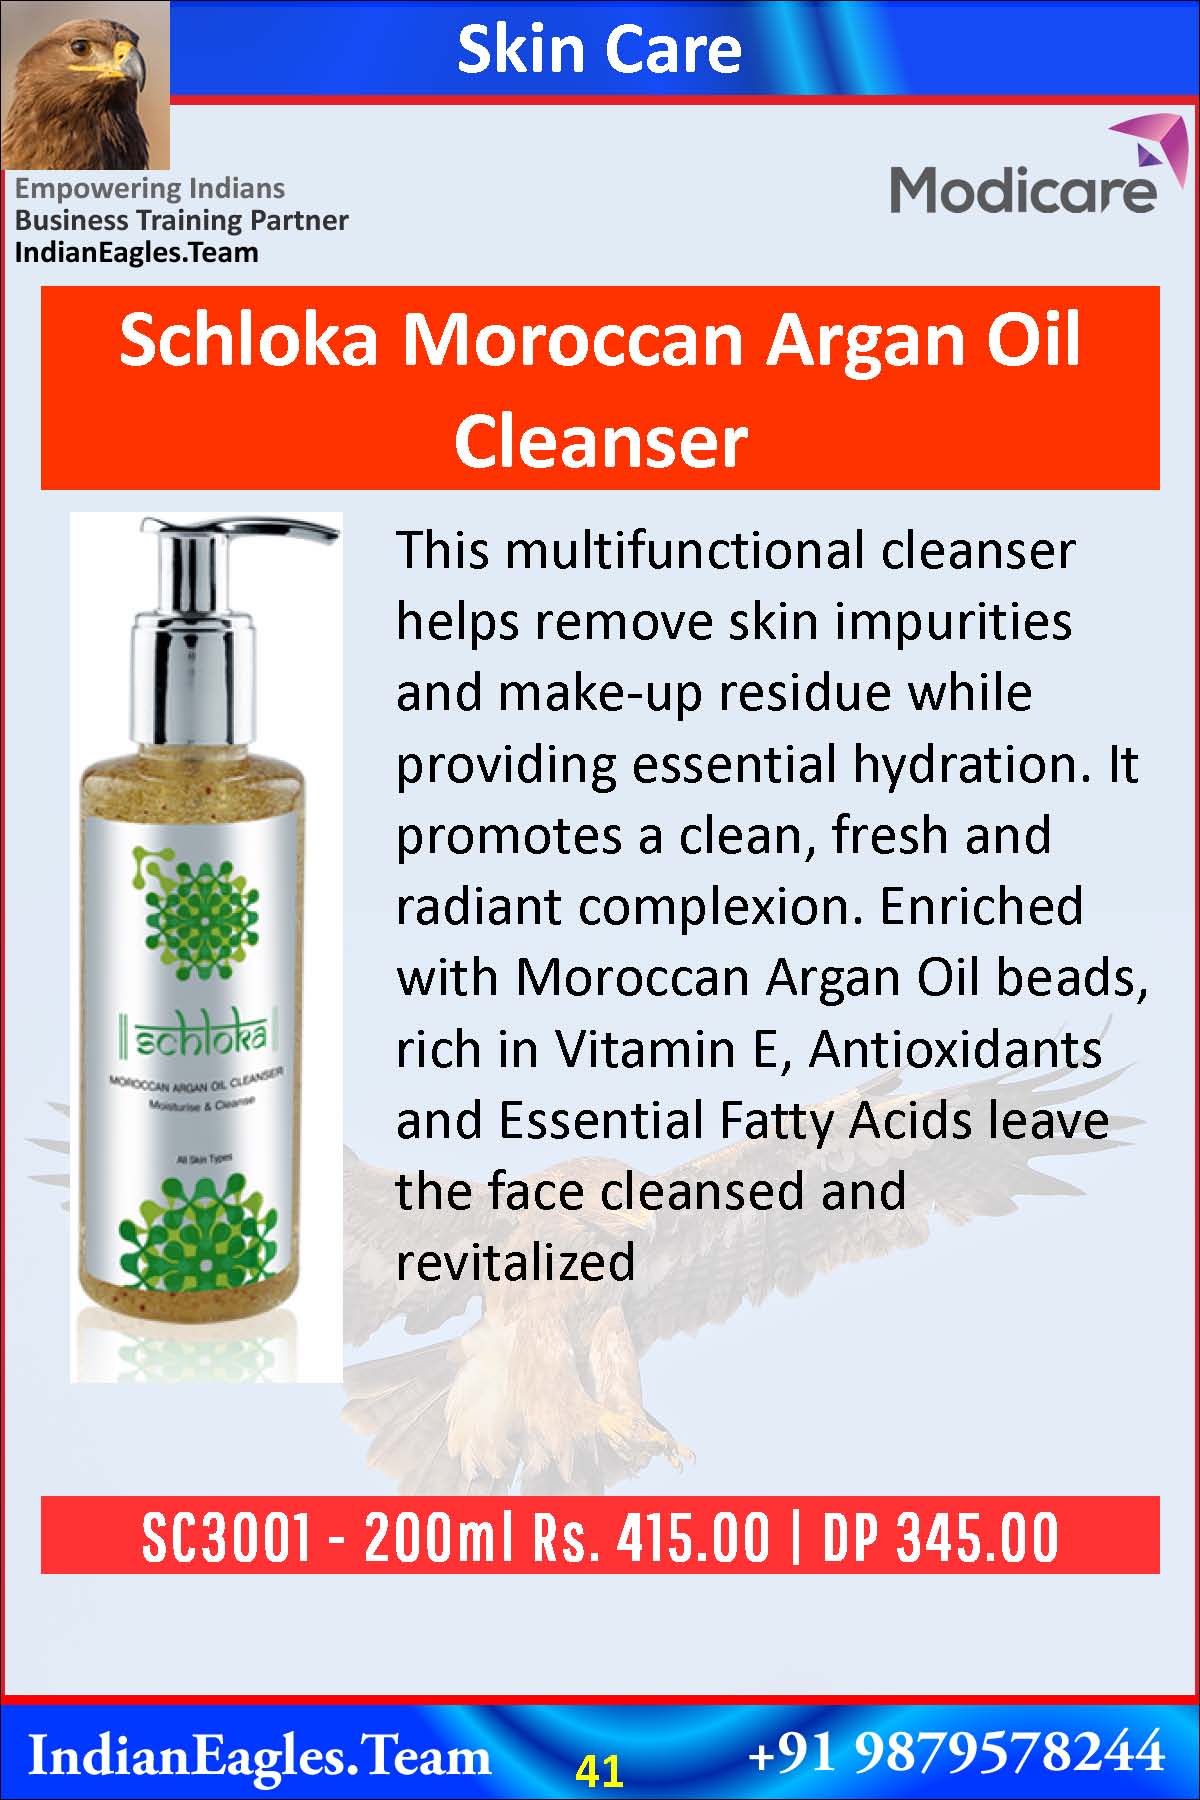 Skin Care
Modicare
Empowering Indians
Business Training Partner
IndianEagles.Team
Schloka Moroccan Argan Oil
Cleanser
This multifunctional cleanser
helps remove skin impurities
and make-up residue while
providing essential hydration. It
promotes a clean, fresh and
radiant complexion. Enriched
with Moroccan Argan Oil beads,
rich in Vitamin E, Antioxidants
and Essential Fatty Acids leave
the face cleansed and
revitalized
schloka
MOROCCAN ARGAN OIL CLEANSER
Moisturise & Cleanse
All Skin Types
SC3001 - 200ml Rs. 415.00 | DP 345.00
IndianEagles.Team
41
+91 9879578244